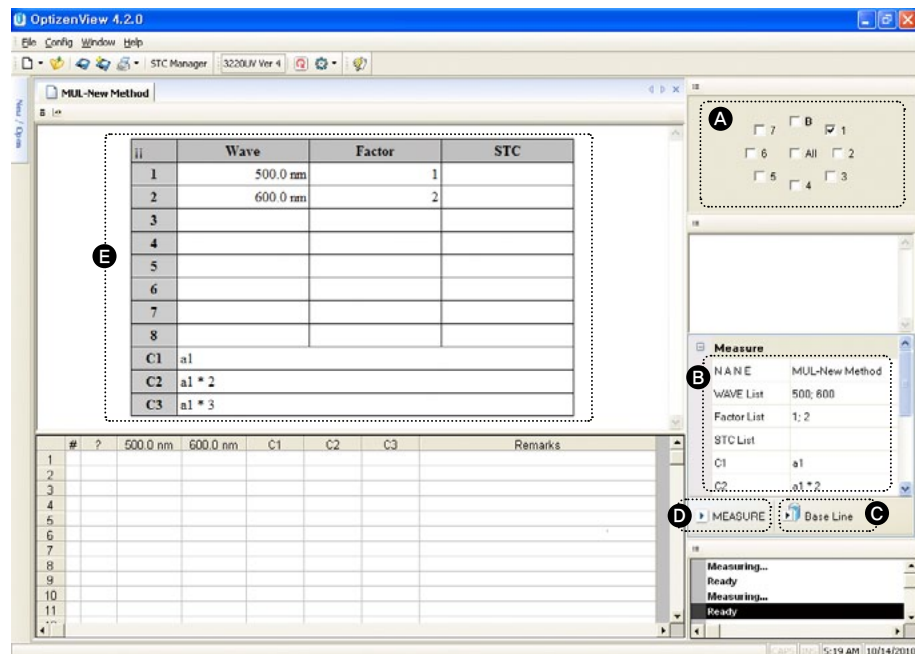 OptizenView 4.2.0
File Config Window Help
STC Manager 3220UV Ver 4
New / Open
MUL-New Method
A
B
7 1
6 All 2
5 3
4
Wave Factor STC
1 500.0 nm 1
2 600.0 nm 2
3
4
5
6
7
8
C1 a1
C2 a1 * 2
C3 a1 * 3
E
Measure
B
NANE MUL-New Method
WAVE List 500; 600
Factor List 1; 2
STC List
C1 a1
C2 a1 * 2
D MEASURE Base Line C
# ? 500.0 nm 600.0 nm C1 C2 C3 Remarks
1
2
3
4
5
6
7
8
9
10
11
Measuring...
Ready
Measuring...
Ready
5:19 AM 10/14/2010